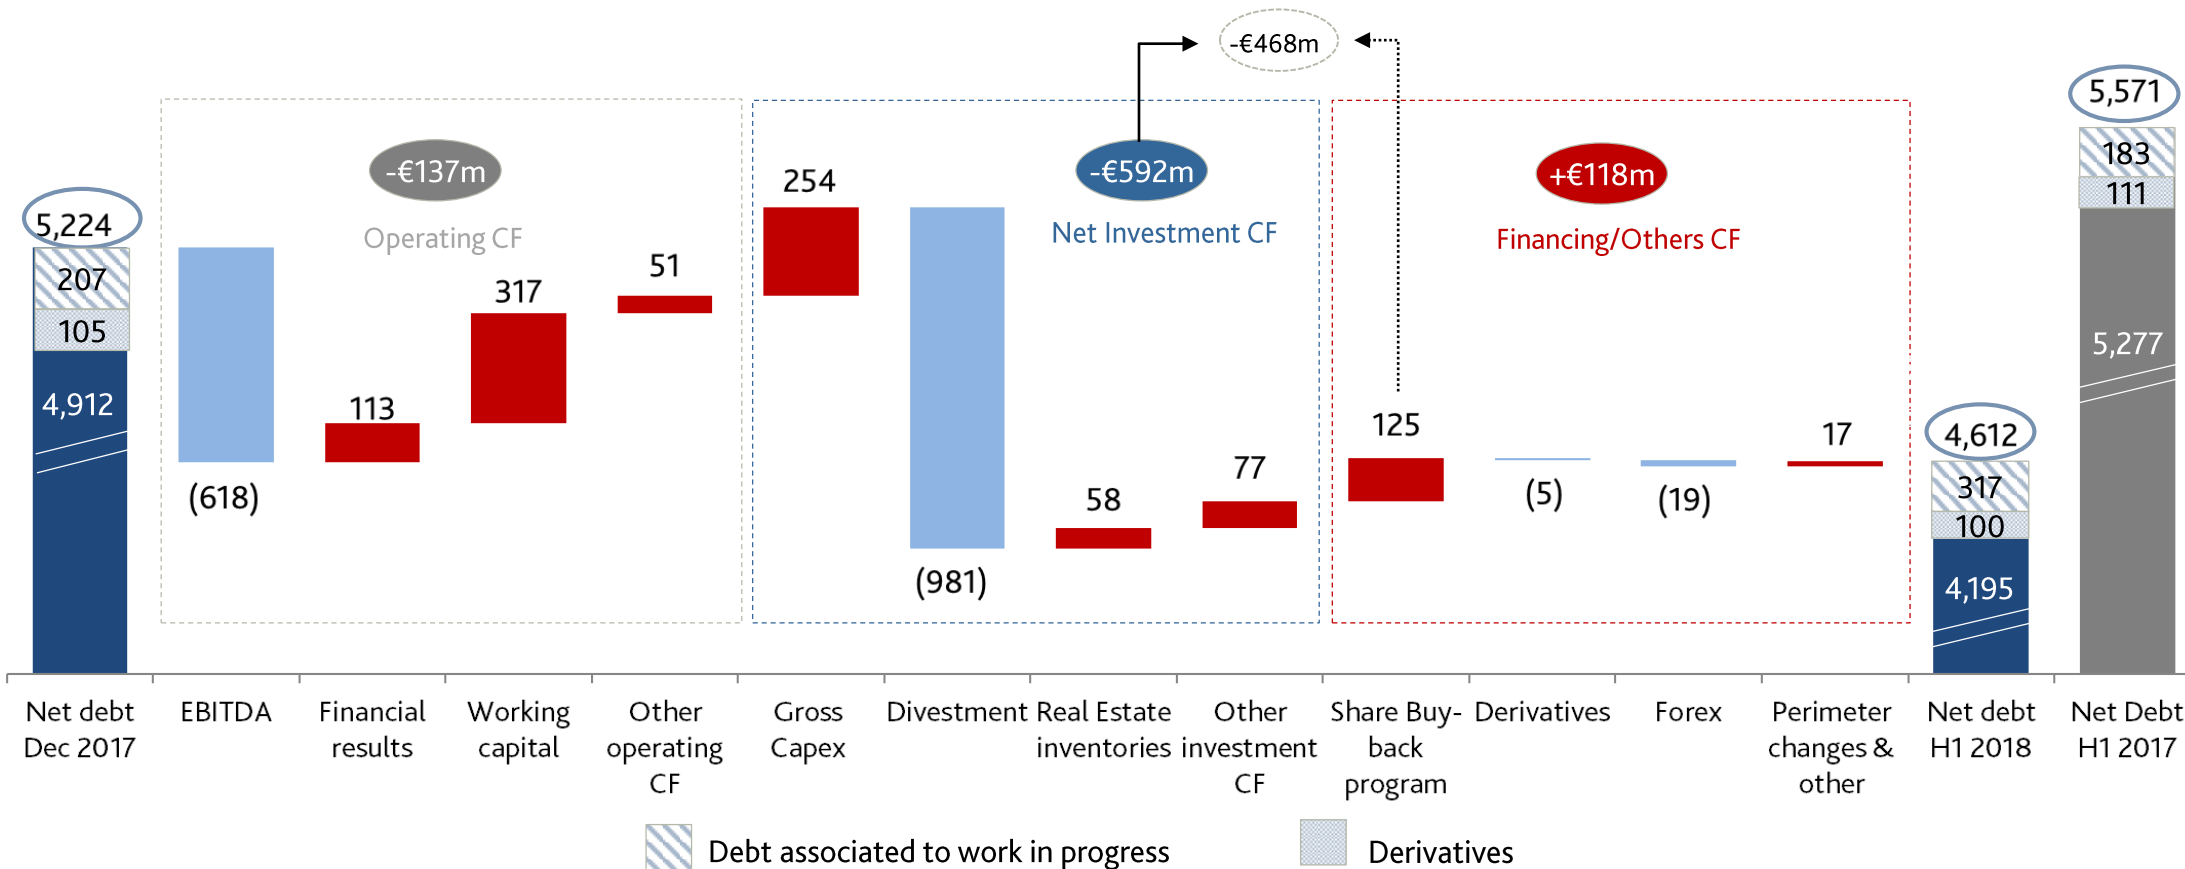 -€468m
5,571
183
111
5,277
-€137m
Operating CF
-€592m
Net Investment CF
+€118m
Financing/Others CF
5,224
207
105
4,912
(618)
113
317
51
254
(981)
58
77
125
(5)
(19)
17
4,612
317
100
4,195
Net debt
Dec 2017
EBITDA
Financial
results
Working
capital
Other
operating
CF
Gross
Capex
Divestment
Real Estate
inventories
Other
investment
CF
Share Buy-
back
program
Derivatives
Forex
Perimeter
changes &
other
Net debt
H1 2018
Net Debt
H1 2017
Debt associated to work in progress
Derivatives